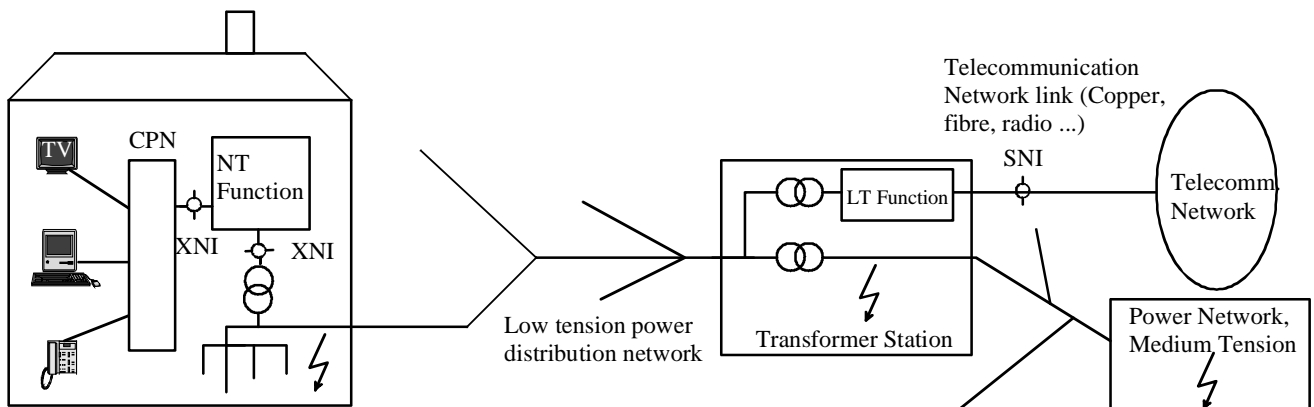 TV
CPN
NT
Function
XNI
XNI
Low tension power
distribution network
Telecommunication
Network link (Copper,
fibre, radio ...)
SNI
LT Function
Transformer Station
Telecomm.
Network
Power Network,
Medium Tension